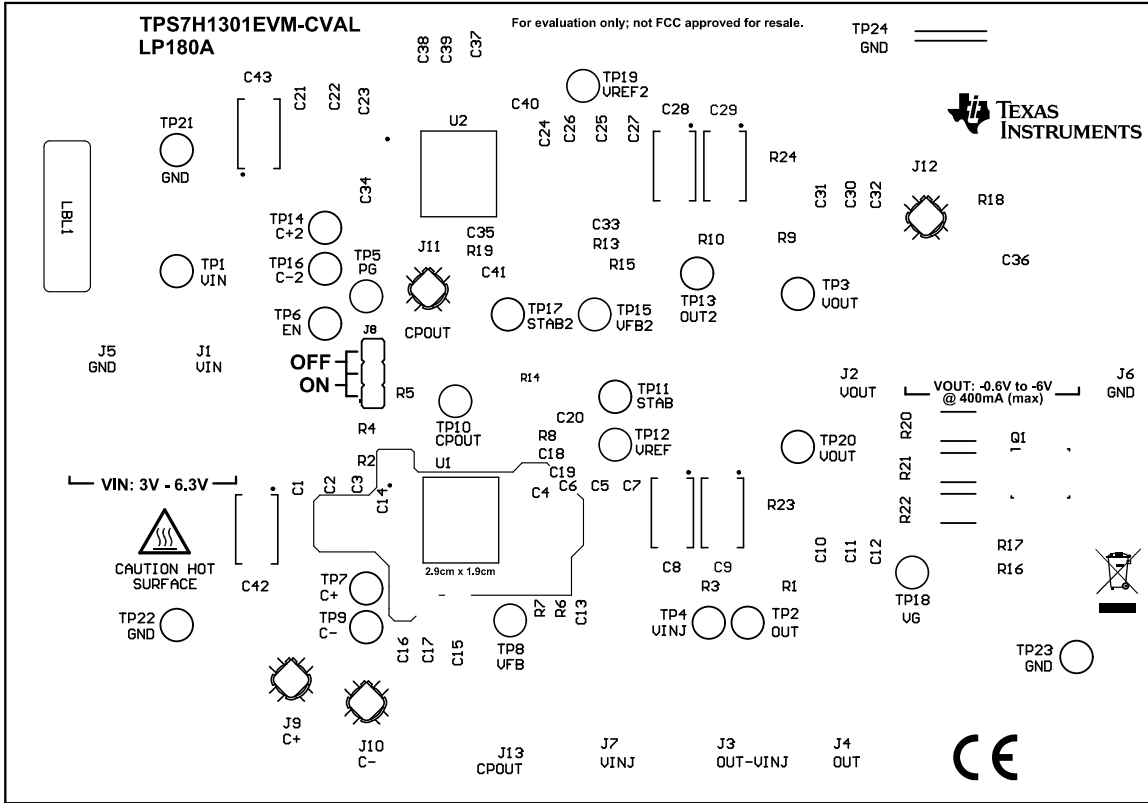 TPS7H1301EVM-CVAL
LP180A
For evaluation only; not FCC approved for resale.
TP24
GND
C38
C39
C37
C43
C21
C22
C23
TP19
VREF2
C40
C24
C26
C25
C27
C28
C29
TEXAS
INSTRUMENTS
TP21
GND
U2
R24
J12
LBL1
C34
C31
C30
C32
R18
TP14
C+2
C35
R19
C33
R13
R15
R10
R9
C36
TP1
VIN
TP16
C-2
TP5
PG
J11
CPOUT
C41
TP13
OUT2
TP3
VOUT
TP6
EN
TP17
STAB2
TP15
VFB2
J8
J5
GND
J1
VIN
OFF
ON
R5
R14
TP11
STAB
J2
VOUT
VOUT: -0.6V to -6V
@ 400mA (max)
J6
GND
TP10
CPOUT
C20
R4
R8
TP12
VREF
TP20
VOUT
R20
Q1
R2
U1
C18
C19
R21
VIN: 3V - 6.3V
C1
C2
C3
C14
C4
C6
C5
C7
R23
R22
CAUTION HOT
SURFACE
C42
2.9cm x 1.9cm
C8
C9
C10
C11
C12
R17
R16
TP7
C+
R3
R1
TP18
VG
TP22
GND
TP9
C-
R7
R6
C13
TP4
VINJ
TP2
OUT
C16
C17
C15
TP8
VFB
TP23
GND
J9
C+
J10
C-
J13
CPOUT
J7
VINJ
J3
OUT-VINJ
J4
OUT
CE